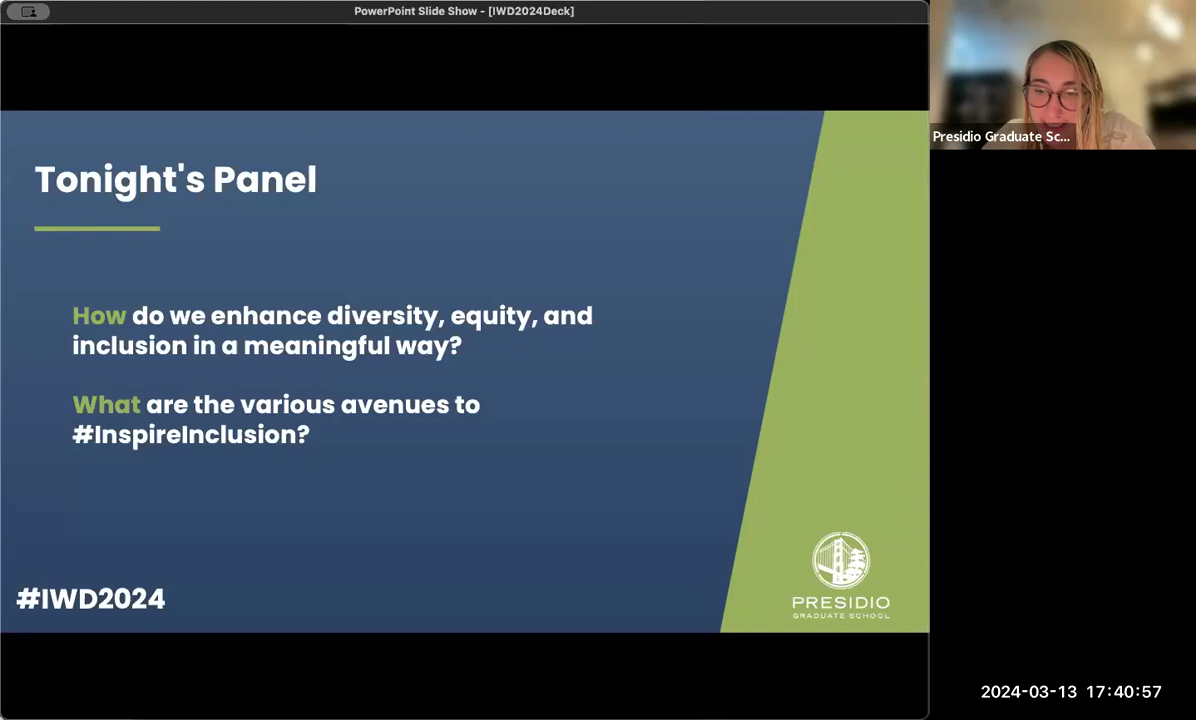 PowerPoint Slide Show - [IWD2024Deck]
Presidio Graduate Sc...
Tonight's Panel
How do we enhance diversity, equity, and
inclusion in a meaningful way?
What are the various avenues to
#InspireInclusion?
#IWD2024
PRESIDIO
GRADUATE SCHOOL
2024-03-13 17:40:57